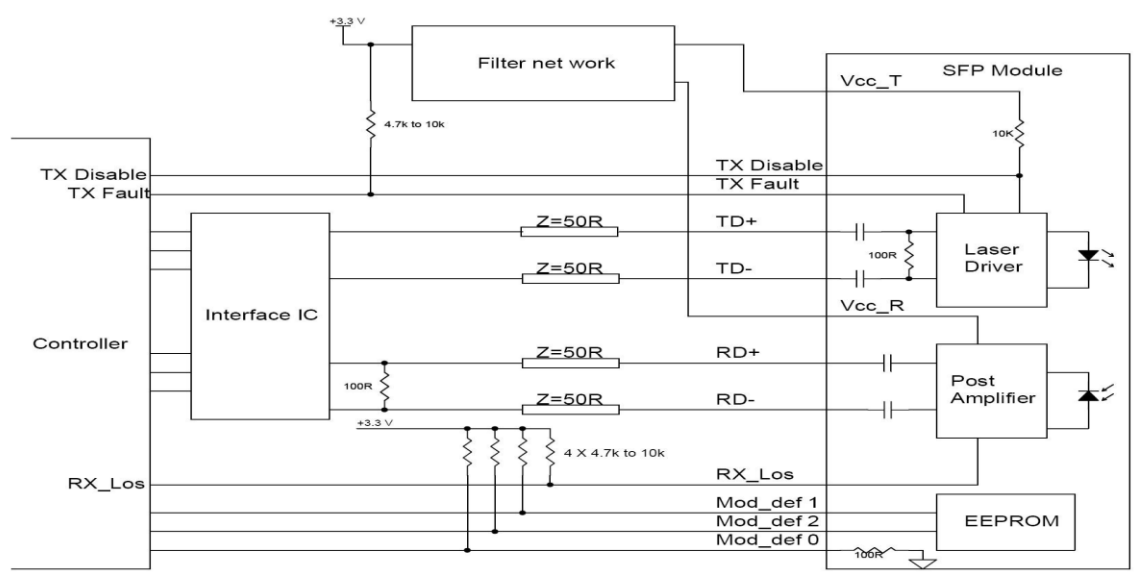 +3.3 V
Filter net work
SFP Module
Vcc_T
4.7k to 10k
10K
TX Disable
TX Disable
TX Fault
TX Fault
Z=50R
TD+
100R
Laser
Driver
Z=50R
TD-
Interface IC
Vcc_R
Controller
Z=50R
RD+
100R
Post
Amplifier
Z=50R
RD-
+3.3 V
4 X 4.7k to 10k
RX_Los
RX_Los
Mod_def 1
Mod_def 2
EEPROM
Mod_def 0
100R